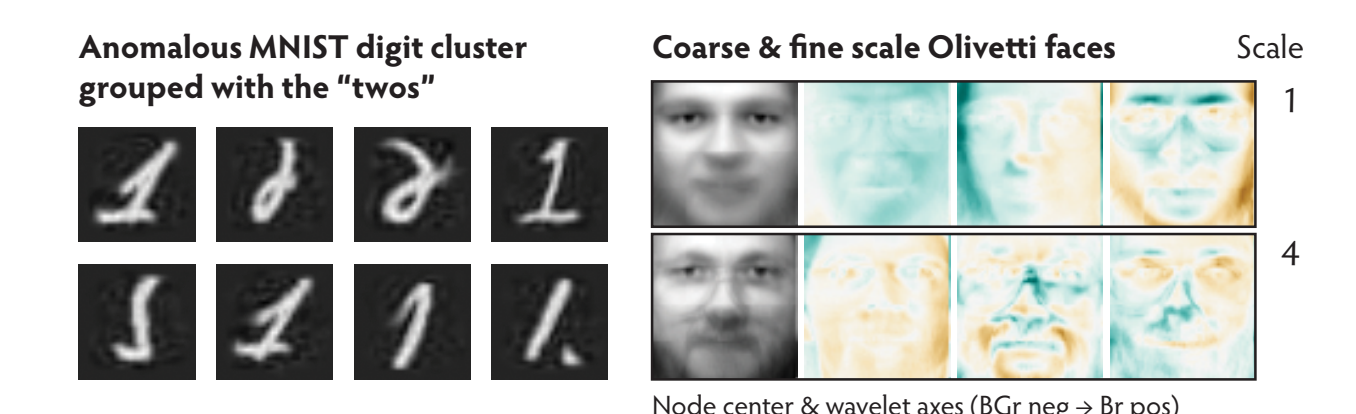 Anomalous MNIST digit cluster
grouped with the “twos”
Coarse & fine scale Olivetti faces
Scale
1
4
Node center & wavelet axes (BGr neg → Br pos)